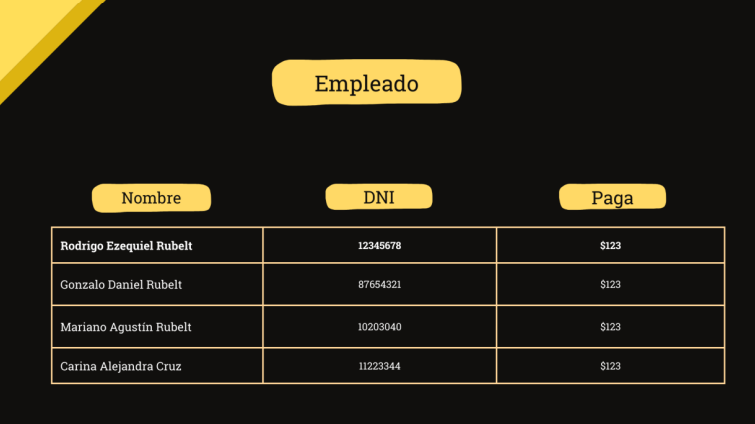 Empleado
Nombre DNI Paga
Rodrigo Ezequiel Rubelt 12345678 $123
Gonzalo Daniel Rubelt 87654321 $123
Mariano Agustín Rubelt 10203040 $123
Carina Alejandra Cruz 11223344 $123